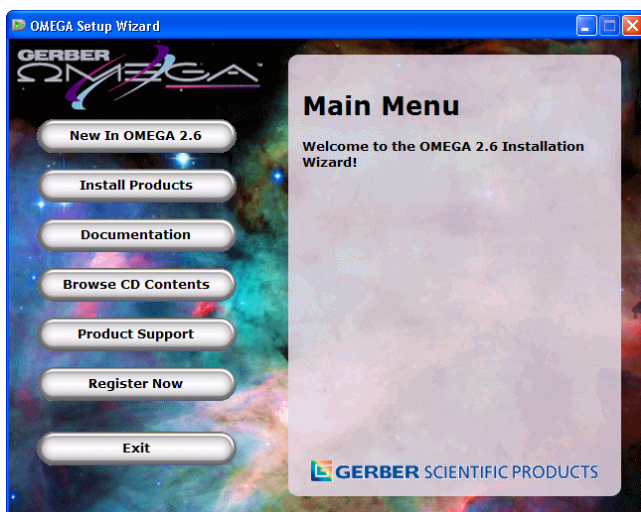 OMEGA Setup Wizard
GERBER
ΩMEGA
New In OMEGA 2.6
Install Products
Documentation
Browse CD Contents
Product Support
Register Now
Exit
Main Menu
Welcome to the OMEGA 2.6 Installation
Wizard!
GERBER SCIENTIFIC PRODUCTS